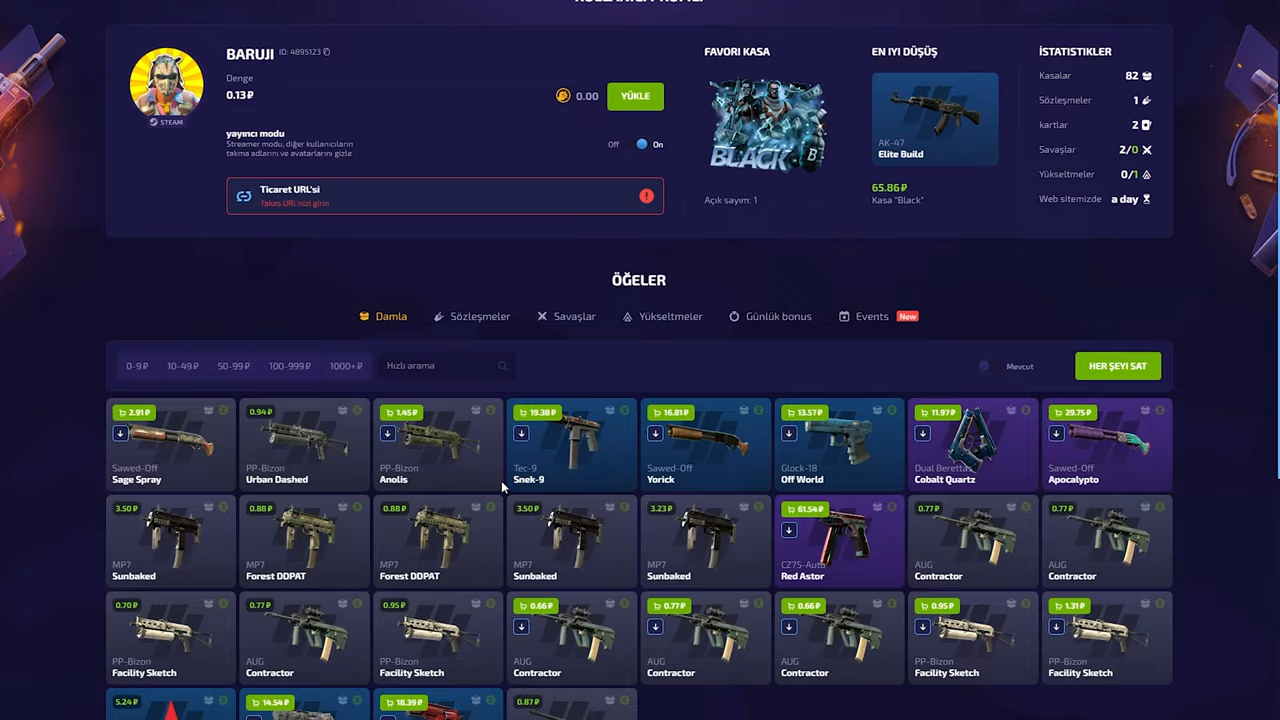 BARUJI ID: 4895123
STEAM
Denge
0.13₽
0.00
YÜKLE
yayıncı modu
Streamer modu, diğer kullanıcıların
takma adlarını ve avatarlarını gizle
Off On
Ticaret URL'si
Takas URL'nizi girin
FAVORI KASA
BLACK B
Açık sayım: 1
EN IYI DÜŞÜŞ
AK-47
Elite Build
65.86₽
Kasa "Black"
İSTATISTIKLER
Kasalar 82
Sözleşmeler 1
kartlar 2
Savaşlar 2/0
Yükseltmeler 0/1
Web sitemizde a day
ÖĞELER
Damla Sözleşmeler Savaşlar Yükseltmeler Günlük bonus Events New
0-9₽ 10-49₽ 50-99₽ 100-999₽ 1000+₽ Hızlı arama Mevcut HER ŞEYI SAT
2.91₽ 0.94₽ 1.45₽ 19.38₽ 16.81₽ 13.57₽ 11.97₽ 29.75₽
Sawed-Off PP-Bizon PP-Bizon Tec-9 Sawed-Off Glock-18 Dual Berettas Sawed-Off
Sage Spray Urban Dashed Anolis Snek-9 Yorick Off World Cobalt Quartz Apocalypto
3.50₽ 0.88₽ 0.88₽ 3.50₽ 3.23₽ 61.54₽ 0.77₽ 0.77₽
MP7 MP7 MP7 MP7 MP7 CZ75-Auto AUG AUG
Sunbaked Forest DDPAT Forest DDPAT Sunbaked Sunbaked Red Astor Contractor Contractor
0.70₽ 0.77₽ 0.95₽ 0.66₽ 0.77₽ 0.66₽ 0.95₽ 1.31₽
PP-Bizon AUG PP-Bizon AUG AUG AUG PP-Bizon PP-Bizon
Facility Sketch Contractor Facility Sketch Contractor Contractor Contractor Facility Sketch Facility Sketch
5.24₽ 14.54₽ 18.39₽ 0.87₽